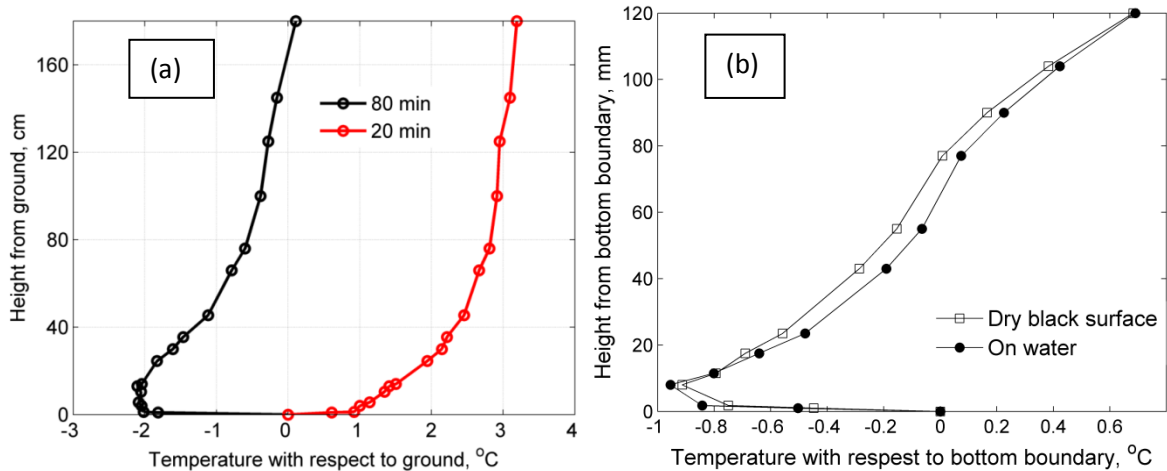 (a)
160
120
80
40
0
Height from ground, cm
80 min
20 min
-3
-2
-1
0
1
2
3
4
Temperature with respect to ground, °C
(b)
120
100
80
60
40
20
0
Height from bottom boundary, mm
Dry black surface
On water
-1
-0.8
-0.6
-0.4
-0.2
0
0.2
0.4
0.6
Temperature with respest to bottom boundary, °C